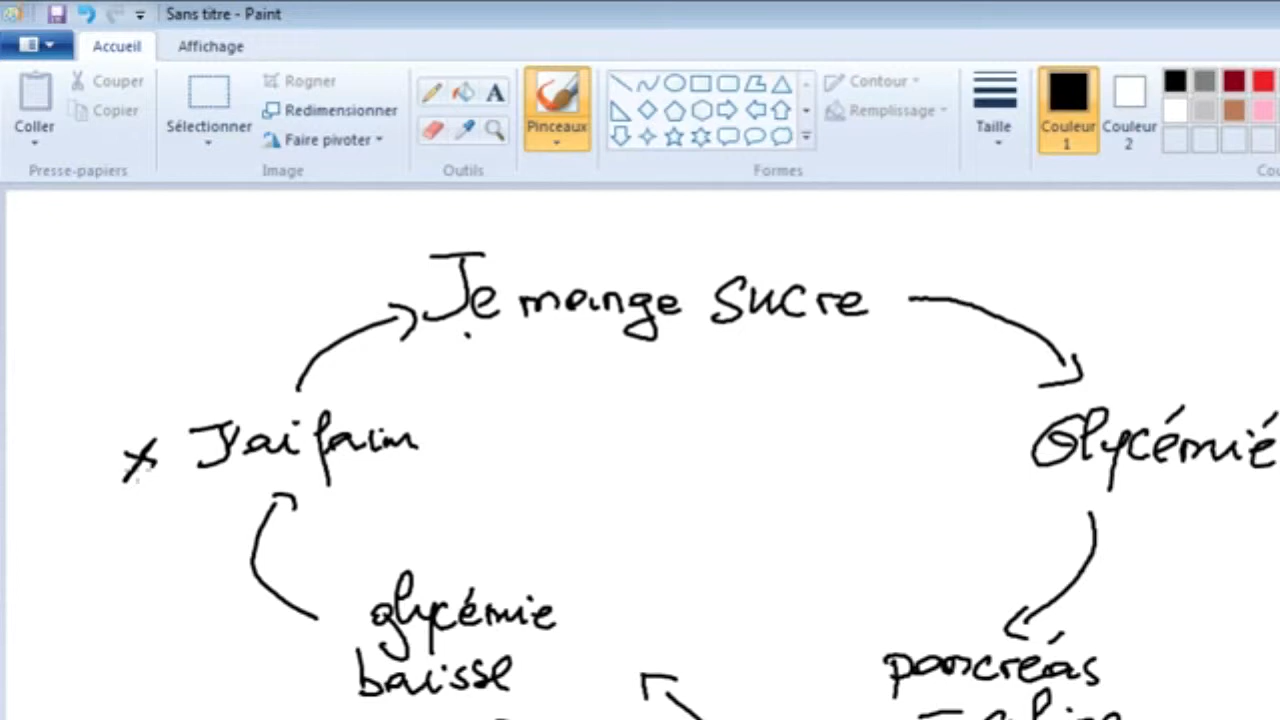 Sans titre - Paint
Accueil
Affichage
Coller
Couper
Copier
Presse-papiers
Sélectionner
Rogner
Redimensionner
Faire pivoter
Image
A
Outils
Pinceaux
Formes
Contour
Remplissage
Taille
Couleur 1
Couleur 2
Je mange sucre
Glycémié
x J'ai faim
glycémie
baisse
pancréas